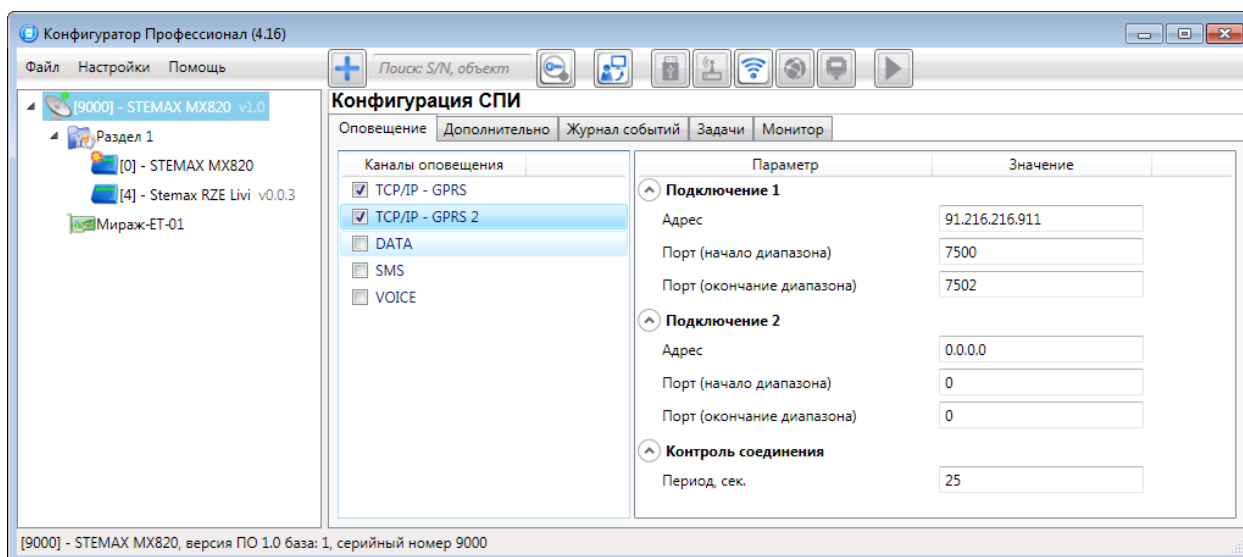 Конфигуратор Профессионал (4.16)
Файл Настройки Помощь
Поиск: S/N, объект
[9000] - STEMAX MX820 v1.0
Раздел 1
[0] - STEMAX MX820
[4] - Stemax RZE Livi v0.0.3
Мираж-ET-01
Конфигурация СПИ
Оповещение Дополнительно Журнал событий Задачи Монитор
Каналы оповещения
TCP/IP - GPRS
TCP/IP - GPRS 2
DATA
SMS
VOICE
Параметр Значение
Подключение 1
Адрес 91.216.216.911
Порт (начало диапазона) 7500
Порт (окончание диапазона) 7502
Подключение 2
Адрес 0.0.0.0
Порт (начало диапазона) 0
Порт (окончание диапазона) 0
Контроль соединения
Период, сек. 25
[9000] - STEMAX MX820, версия ПО 1.0 база: 1, серийный номер 9000